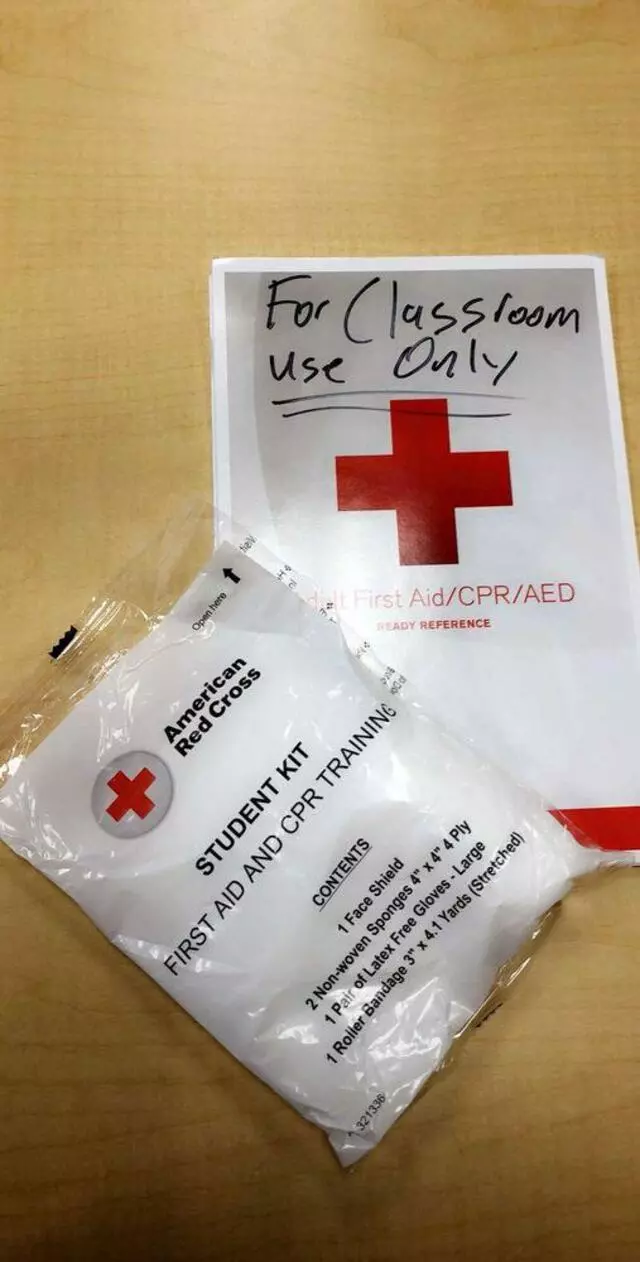 For Classroom
use Only
Adult First Aid/CPR/AED
READY REFERENCE
Open here
American
Red Cross
STUDENT KIT
FIRST AID AND CPR TRAINING
CONTENTS
1 Face Shield
2 Non-woven Sponges 4" x 4" 4 Ply
1 Pair of Latex Free Gloves - Large
1 Roller Bandage 3" x 4.1 Yards (Stretched)
321336